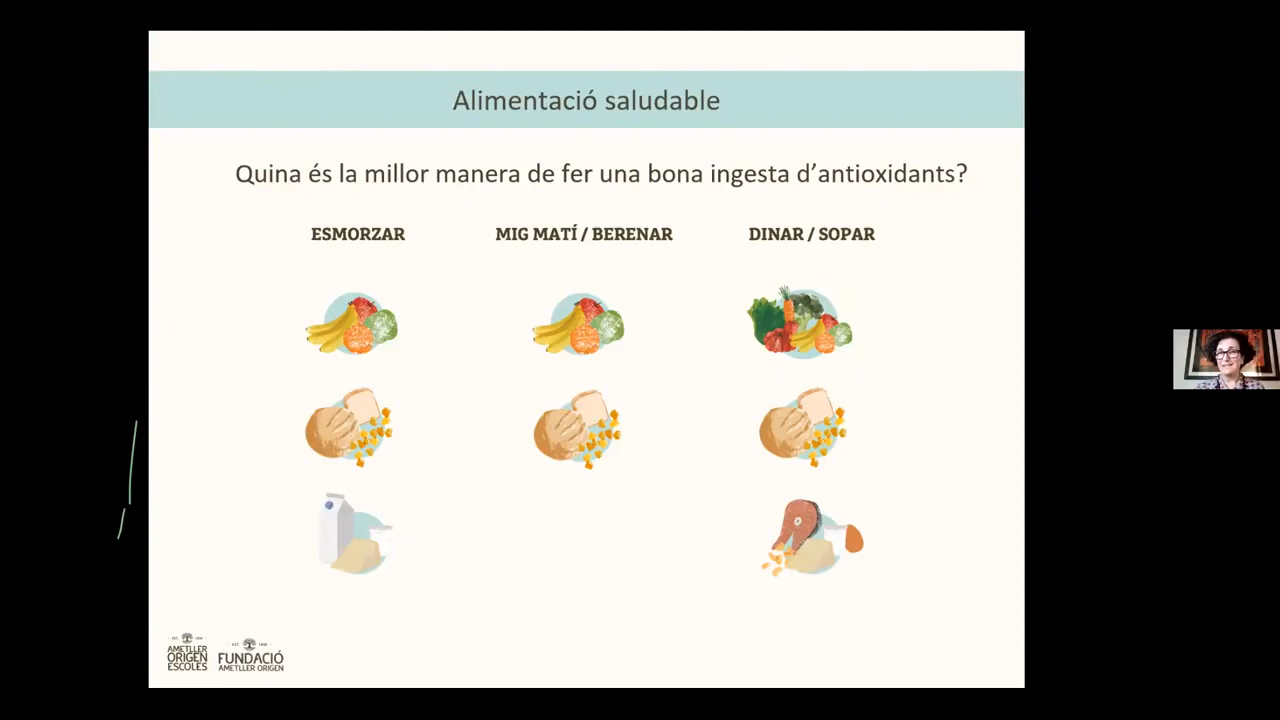 Alimentació saludable
Quina és la millor manera de fer una bona ingesta d’antioxidants?
ESMORZAR
MIG MATÍ / BERENAR
DINAR / SOPAR
AMETLLER
ORIGEN
ESCOLES
FUNDACIÓ
AMETLLER ORIGEN